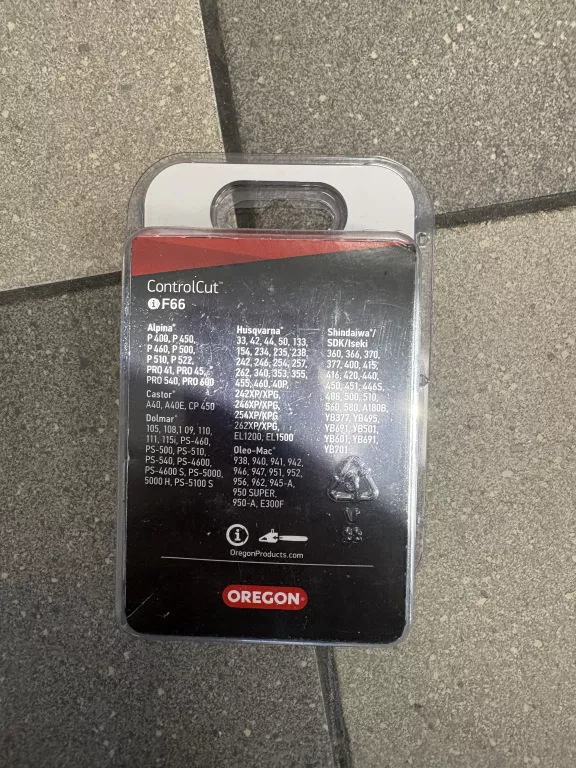 ControlCut™
i F66
Alpina®
P 400, P 450,
P 460, P 500,
P 510, P 522,
PRO 41, PRO 45,
PRO 540, PRO 600
Castor®
A40, A40E, CP 450
Dolmar®
105, 108,1 09, 110,
111, 115i, PS-460,
PS-500, PS-510,
PS-540, PS-4600,
PS-4600 S, PS-5000,
5000 H, PS-5100 S
Husqvarna®
33, 42, 44, 50, 133,
154, 234, 235, 238,
242, 246, 254, 257,
262, 340, 353, 355,
455, 460, 40P,
242XP/XPG,
246XP/XPG,
254XP/XPG,
262XP/XPG,
EL1200, EL1500
Oleo-Mac®
938, 940, 941, 942,
946, 947, 951, 952,
956, 962, 945-A,
950 SUPER,
950-A, E300F
Shindaiwa®/
SDK/Iseki
360, 366, 370,
377, 400, 415,
416, 420, 440,
450, 451, 446S,
488, 500, 510,
560, 580, A180B,
YB377, YB495,
YB691, YB501,
YB601, YB691,
YB701
i
OregonProducts.com
OREGON®